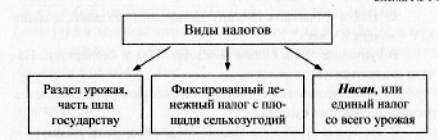 Виды налогов
Раздел урожая,
часть шла
государству
Фиксированный де-
нежный налог с пло-
щади сельхозугодий
Насаи, или
единый налог
со всего урожая